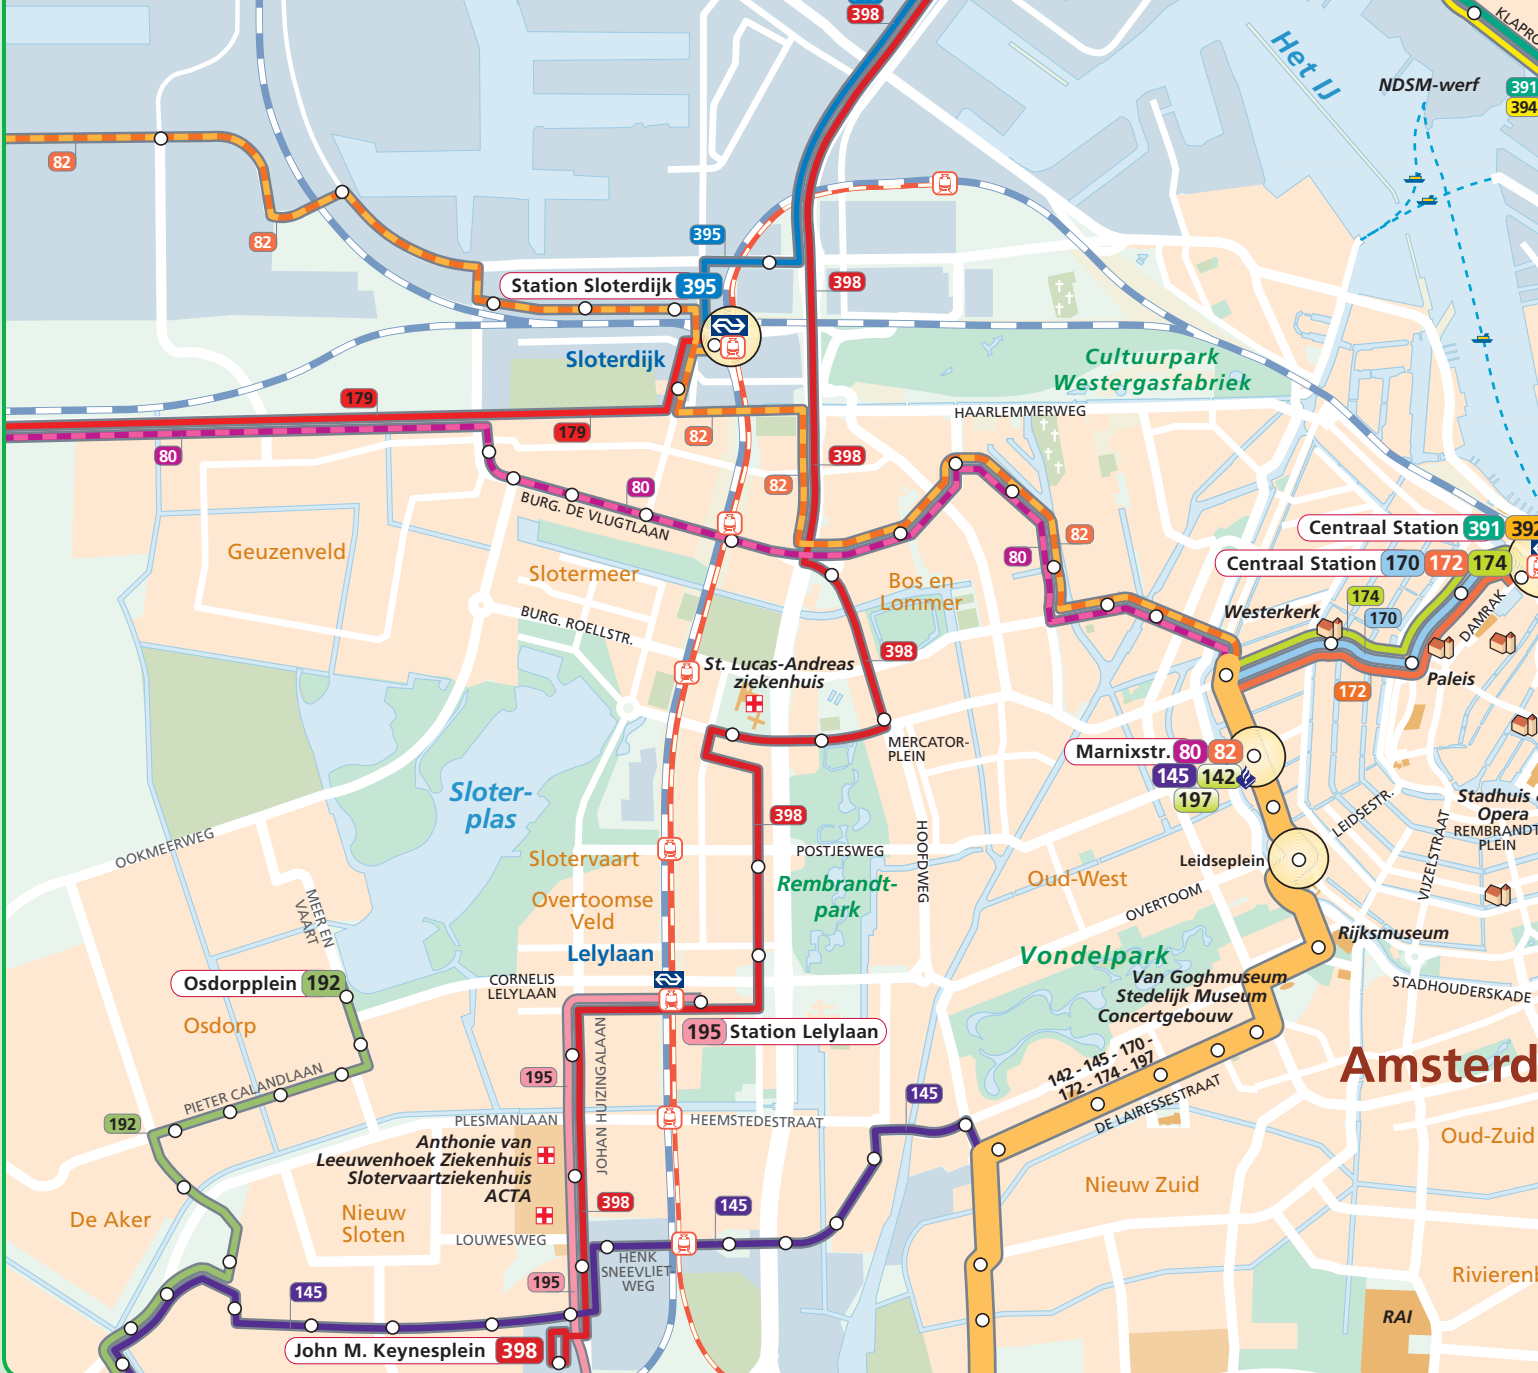 398
KLAPRO
Het IJ
NDSM-werf
391
394
82
82
395
Station Sloterdijk 395
398
Sloterdijk
Cultuurpark
Westergasfabriek
179
HAARLEMMERWEG
179
82
80
398
82
80
BURG. DE VLUGTLAAN
Centraal Station 391 392
82
80
Geuzenveld
Slotermeer
Bos en
Lommer
Centraal Station 170 172 174
174
Westerkerk
170
DAMRAK
BURG. ROELLSTR.
398
St. Lucas-Andreas
ziekenhuis
Paleis
172
MERCATOR-
PLEIN
Marnixstr. 80 82
145 142
197
Sloter-
plas
398
Stadhuis
Opera
REMBRANDT
PLEIN
LEIDSESTR.
VIJZELSTRAAT
OOKMEERWEG
POSTJESWEG
HOOFDWEG
Slotervaart
Leidseplein
Rembrandt-
park
Oud-West
OVERTOOM
MEER EN
VAART
Overtoomse
Veld
Lelylaan
Rijksmuseum
Vondelpark
Van Goghmuseum
Stedelijk Museum
Concertgebouw
Osdorpplein 192
CORNELIS
LELYLAAN
STADHOUDERSKADE
Osdorp
195 Station Lelylaan
JOHAN HUIZINGALAAN
142 - 145 - 170 -
172 - 174 - 197
Amsterd
195
PIETER CALANDLAAN
145
DE LAIRESSESTRAAT
192
PLESMANLAAN
HEEMSTEDESTRAAT
Anthonie van
Leeuwenhoek Ziekenhuis
Slotervaartziekenhuis
ACTA
Oud-Zuid
Nieuw Zuid
398
145
De Aker
Nieuw
Sloten
LOUWESWEG
HENK
SNEEVLIET-
WEG
195
145
Rivierenb
RAI
John M. Keynesplein 398